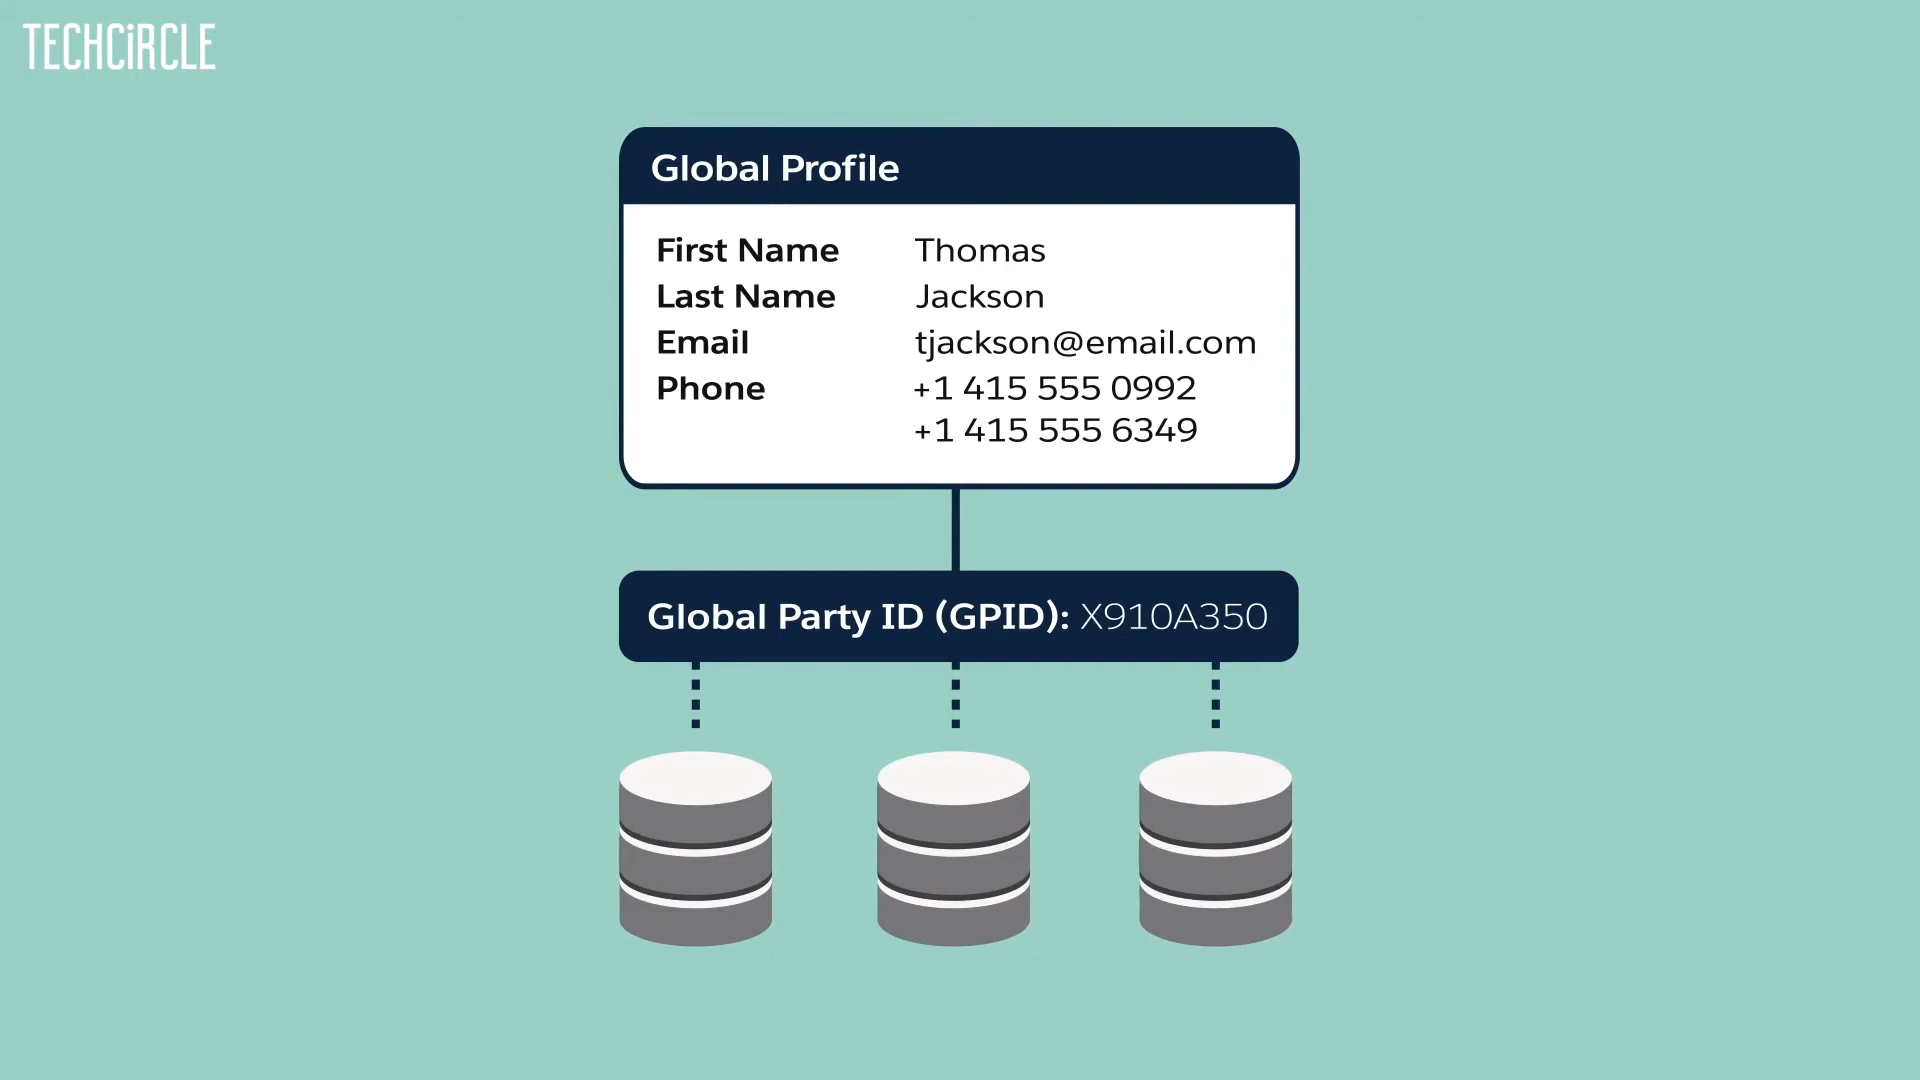 TECHCiRCLE
Global Profile
First Name Thomas
Last Name Jackson
Email tjackson@email.com
Phone +1 415 555 0992
+1 415 555 6349
Global Party ID (GPID): X910A350